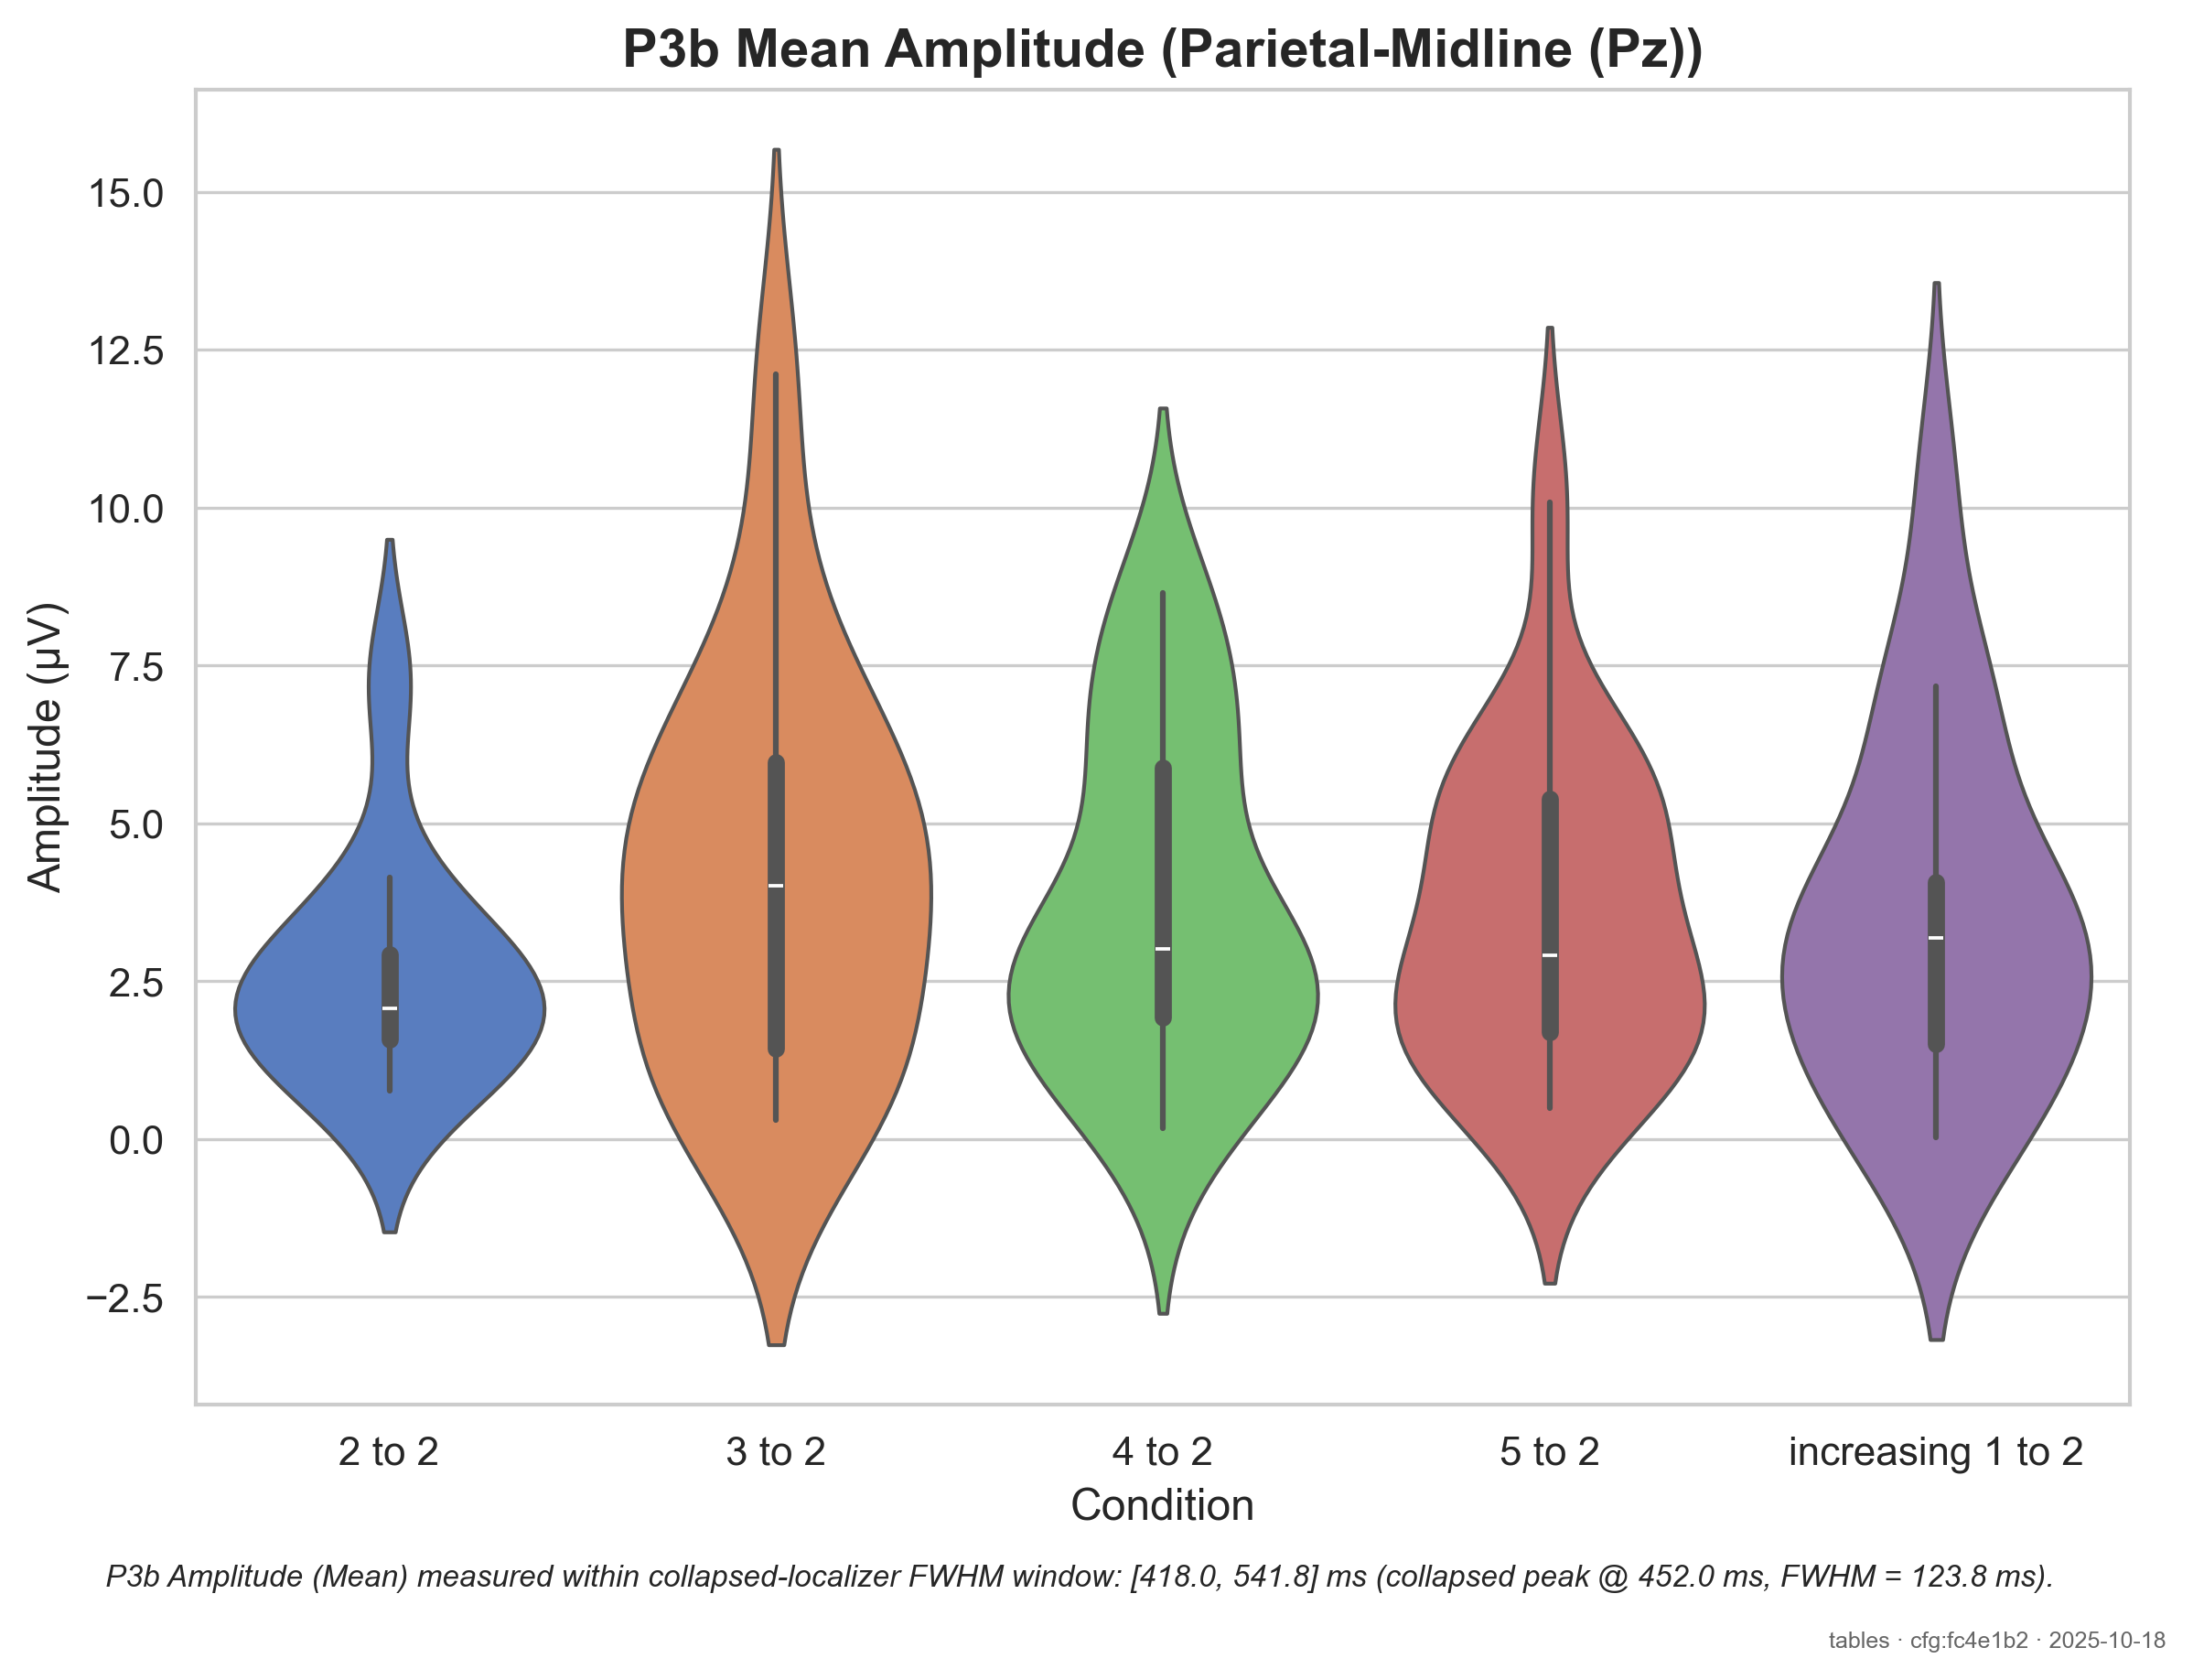 P3b Mean Amplitude (Parietal-Midline (Pz))
Amplitude (µV)
15.0
12.5
10.0
7.5
5.0
2.5
0.0
−2.5
2 to 2
3 to 2
4 to 2
5 to 2
increasing 1 to 2
Condition
P3b Amplitude (Mean) measured within collapsed-localizer FWHM window: [418.0, 541.8] ms (collapsed peak @ 452.0 ms, FWHM = 123.8 ms).
tables · cfg:fc4e1b2 · 2025-10-18